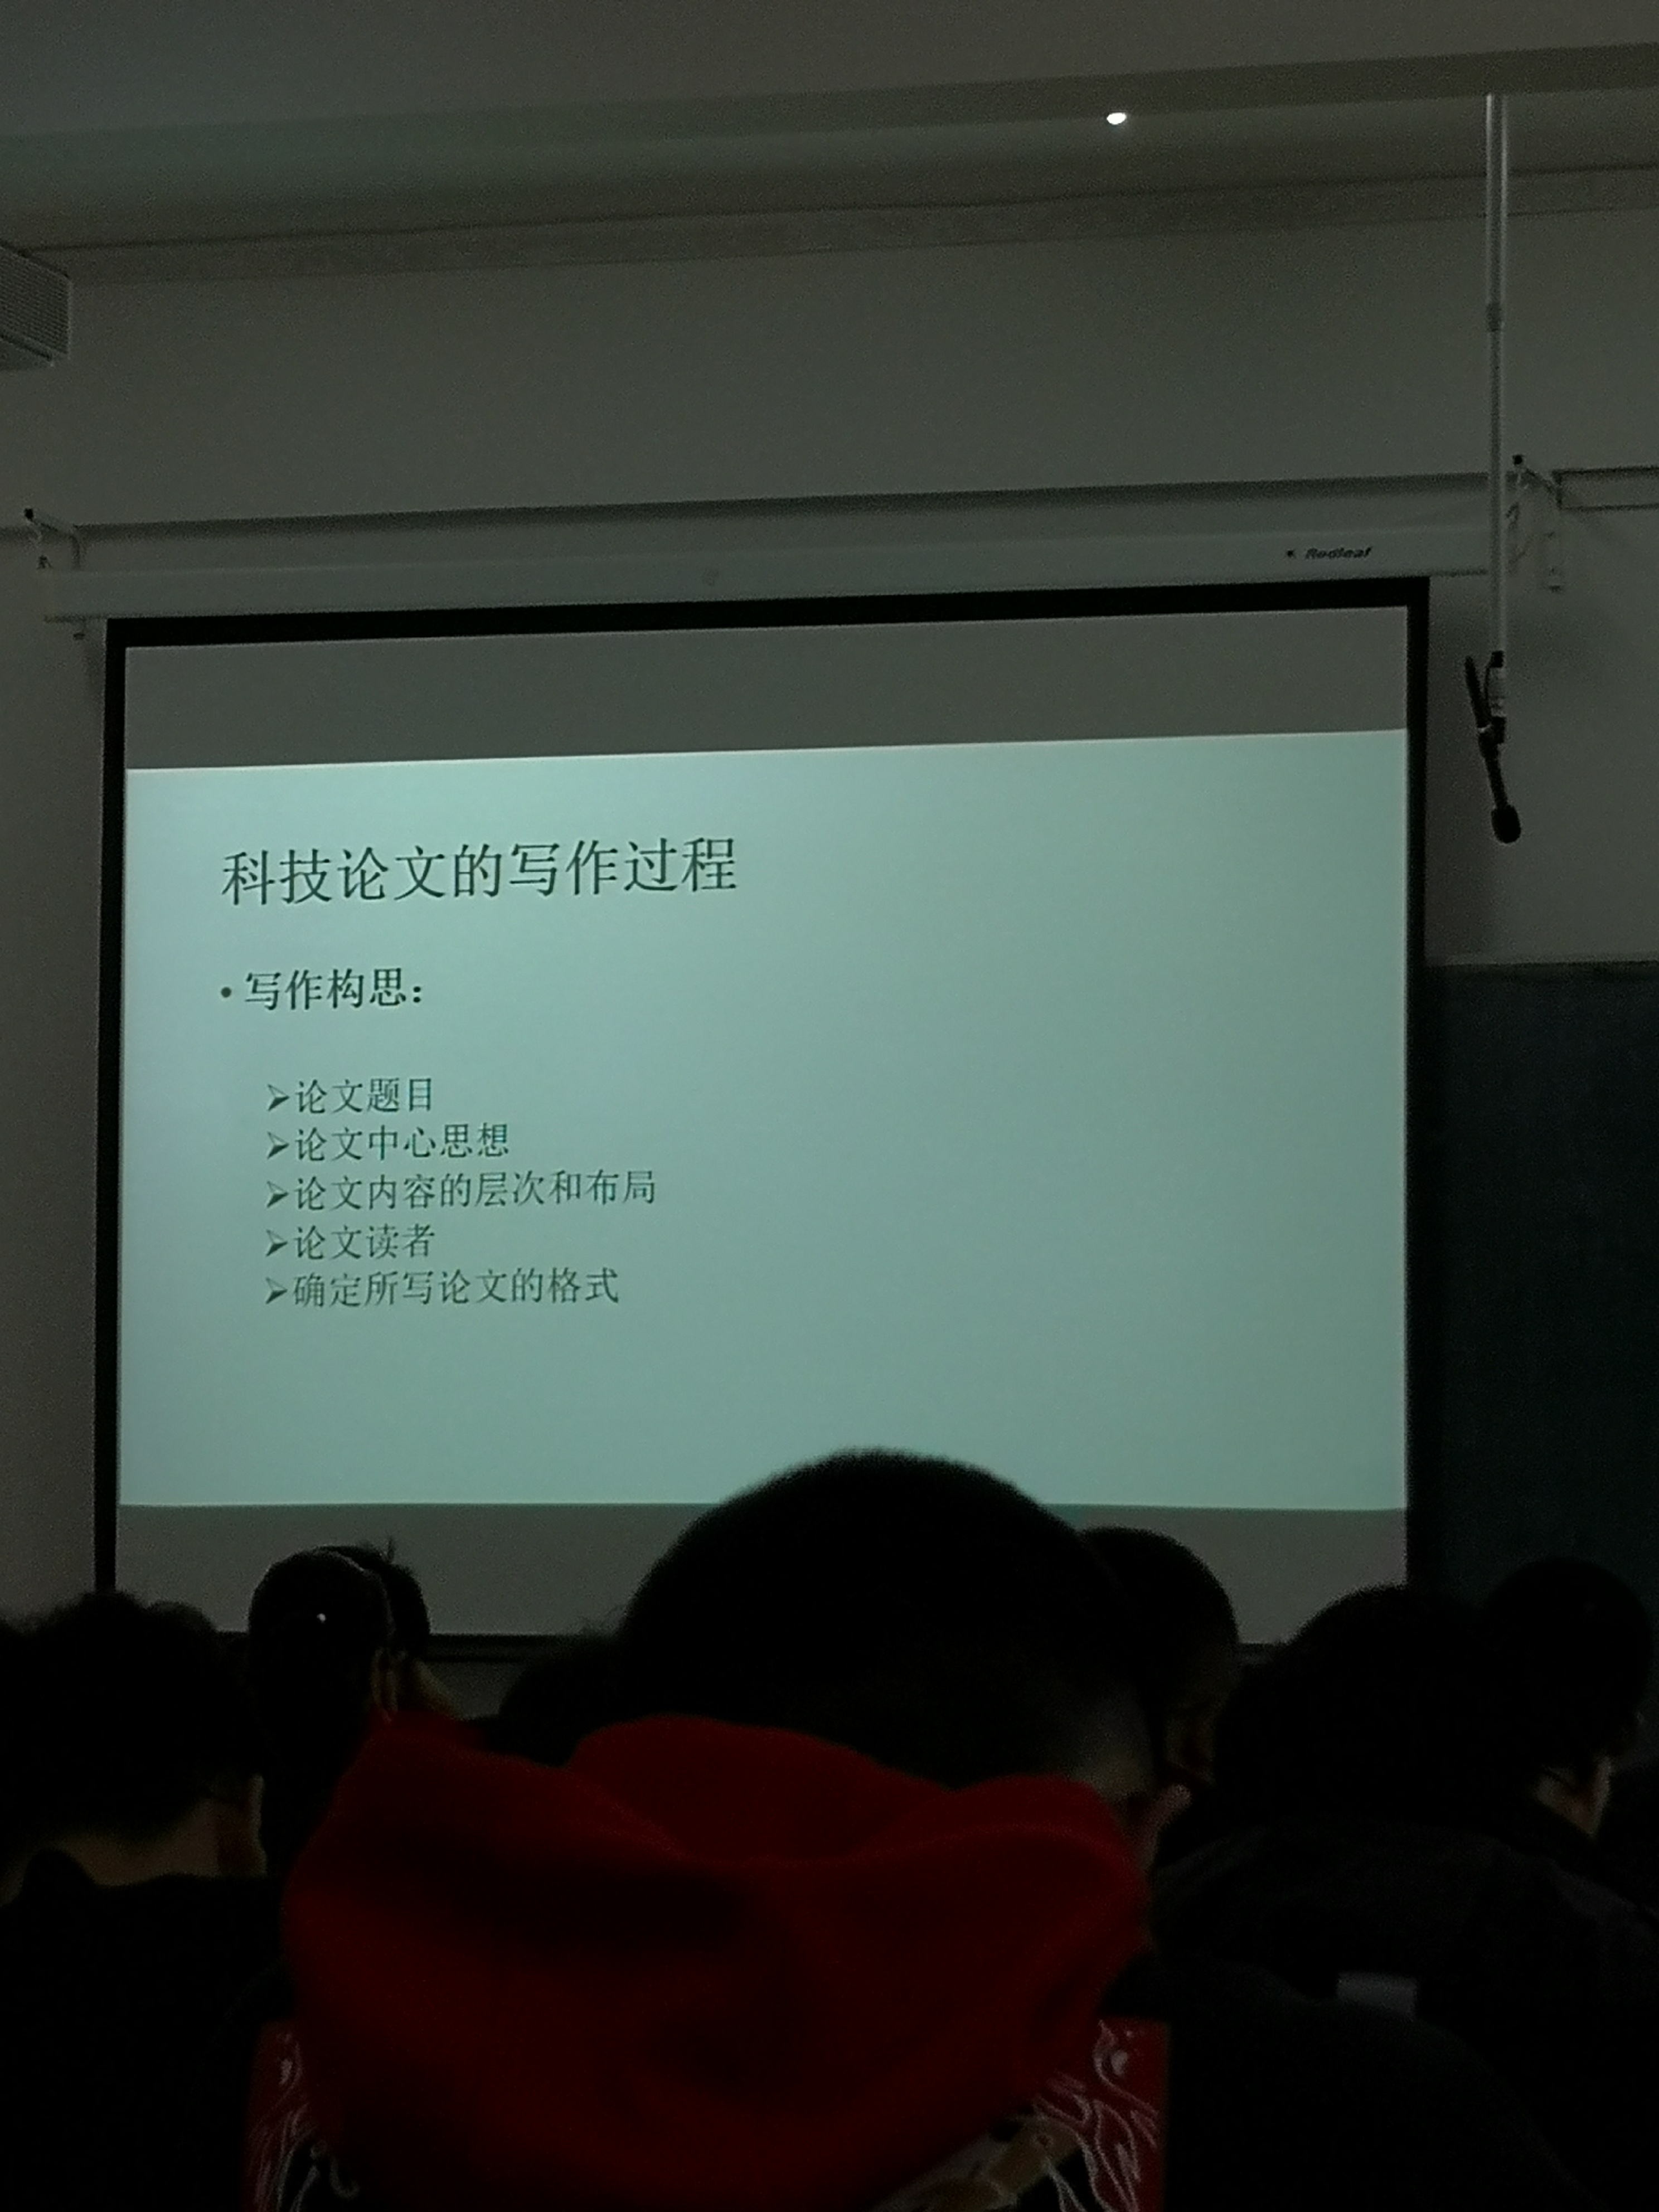 Redleaf
科技论文的写作过程
• 写作构思：
➢论文题目
➢论文中心思想
➢论文内容的层次和布局
➢论文读者
➢确定所写论文的格式